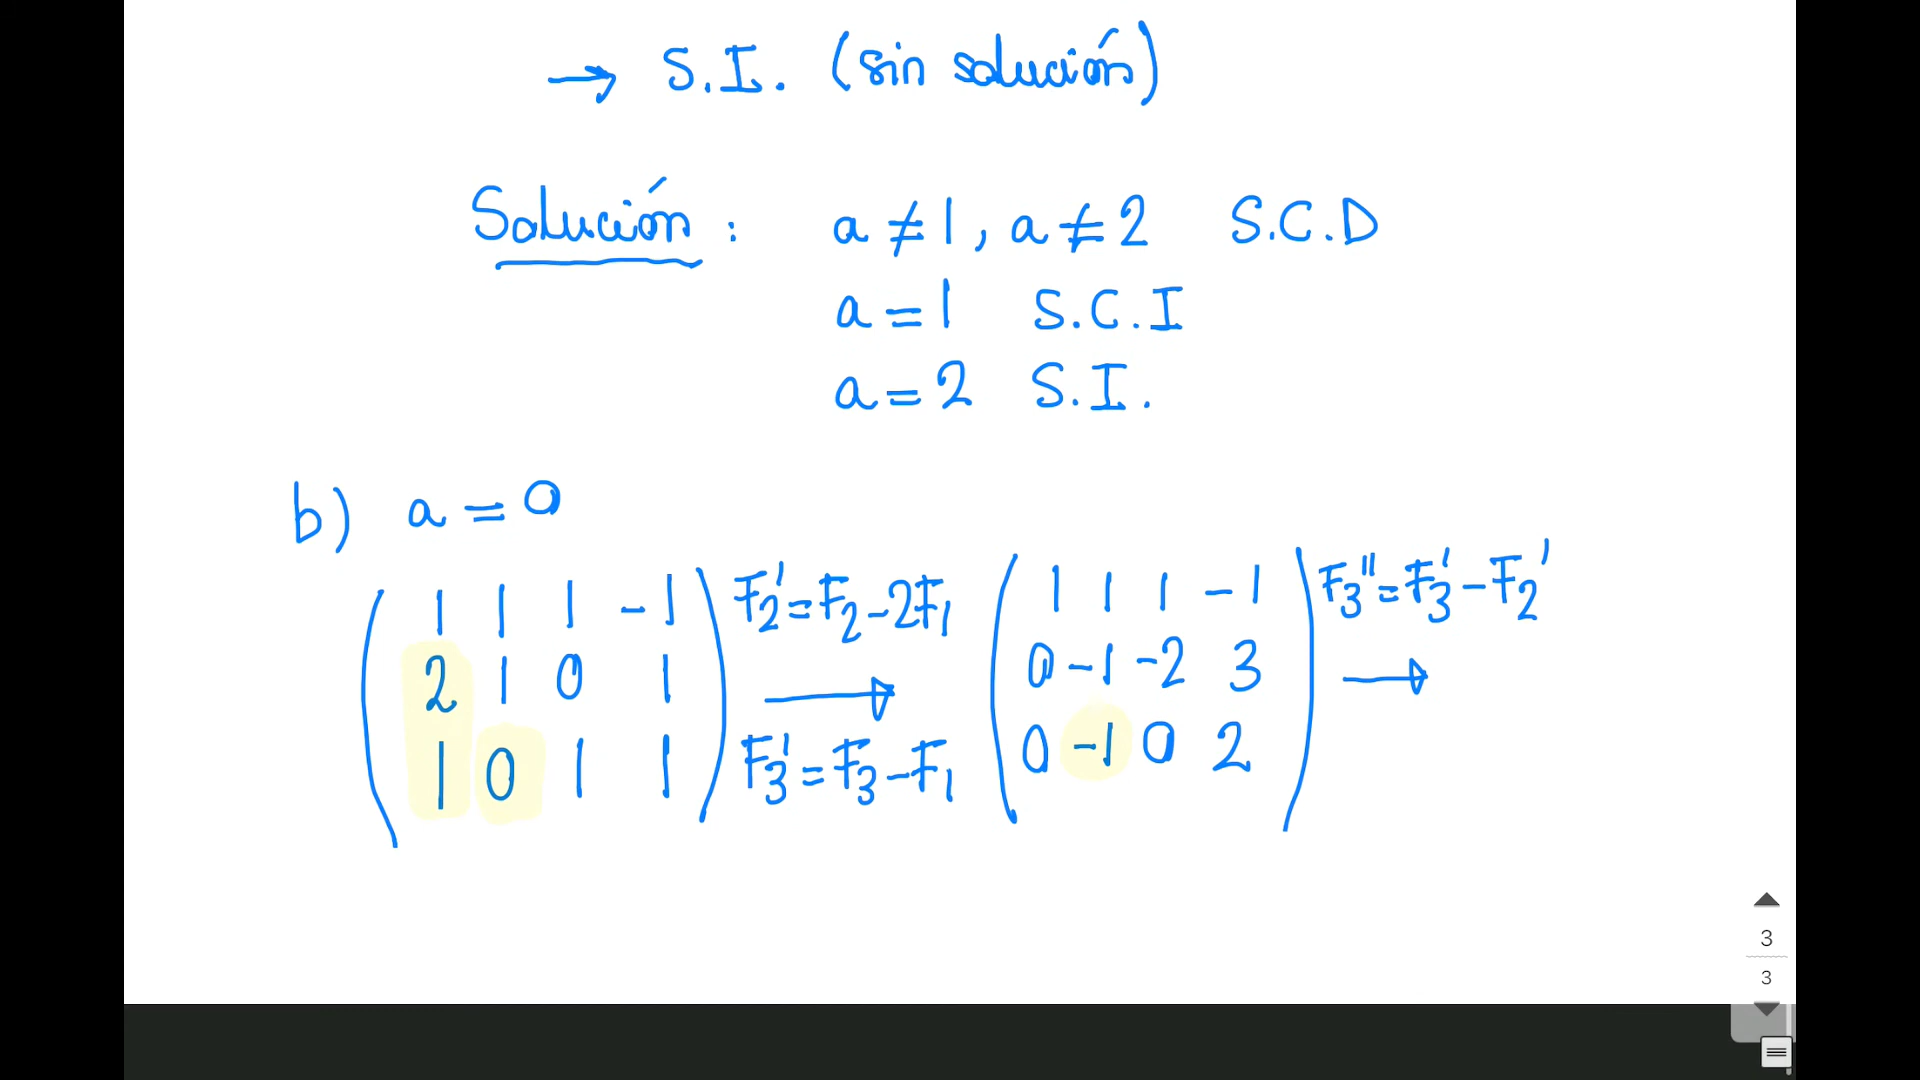 → S.I. (sin solución)
Solución: a ≠ 1, a ≠ 2 S.C.D
a = 1 S.C.I
a = 2 S.I.
b) a = 0
1 1 1 -1
2 1 0 1
1 0 1 1
F2' = F2 - 2F1
→
F3' = F3 - F1
1 1 1 -1
0 -1 -2 3
0 -1 0 2
F3'' = F3' - F2'
→
3
3